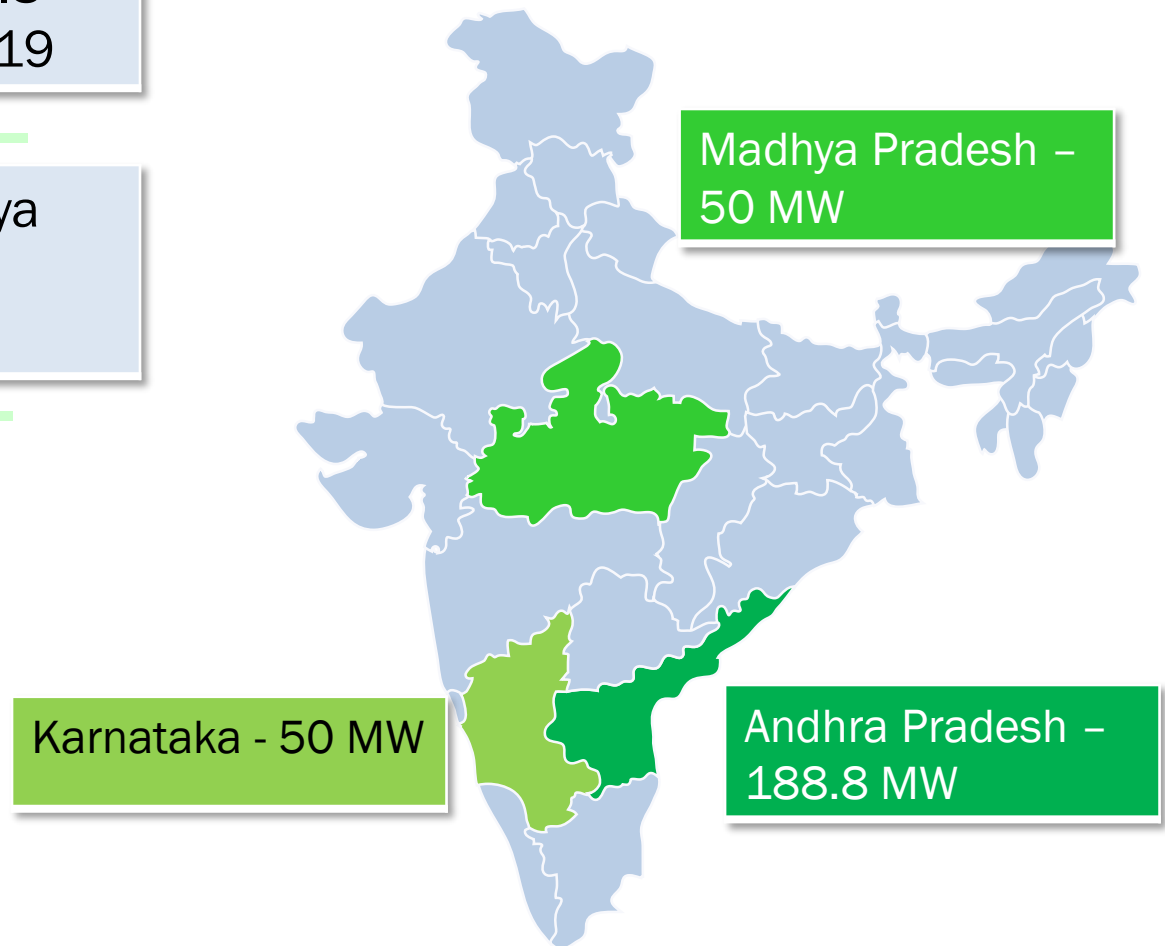 19
ya
Madhya Pradesh –
50 MW
Karnataka - 50 MW
Andhra Pradesh –
188.8 MW